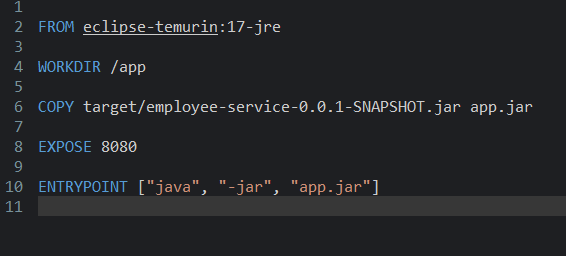 1
2 FROM eclipse-temurin:17-jre
3
4 WORKDIR /app
5
6 COPY target/employee-service-0.0.1-SNAPSHOT.jar app.jar
7
8 EXPOSE 8080
9
10 ENTRYPOINT ["java", "-jar", "app.jar"]
11